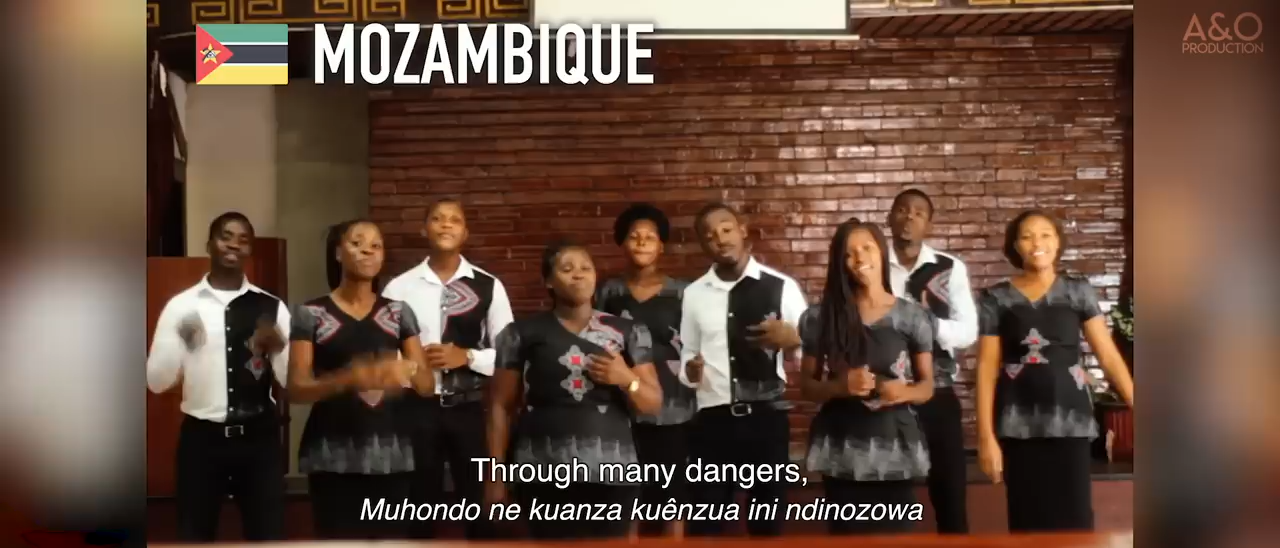 MOZAMBIQUE
A&O
PRODUCTION
Through many dangers,
Muhondo ne kuanza kuênzua ini ndinozowa